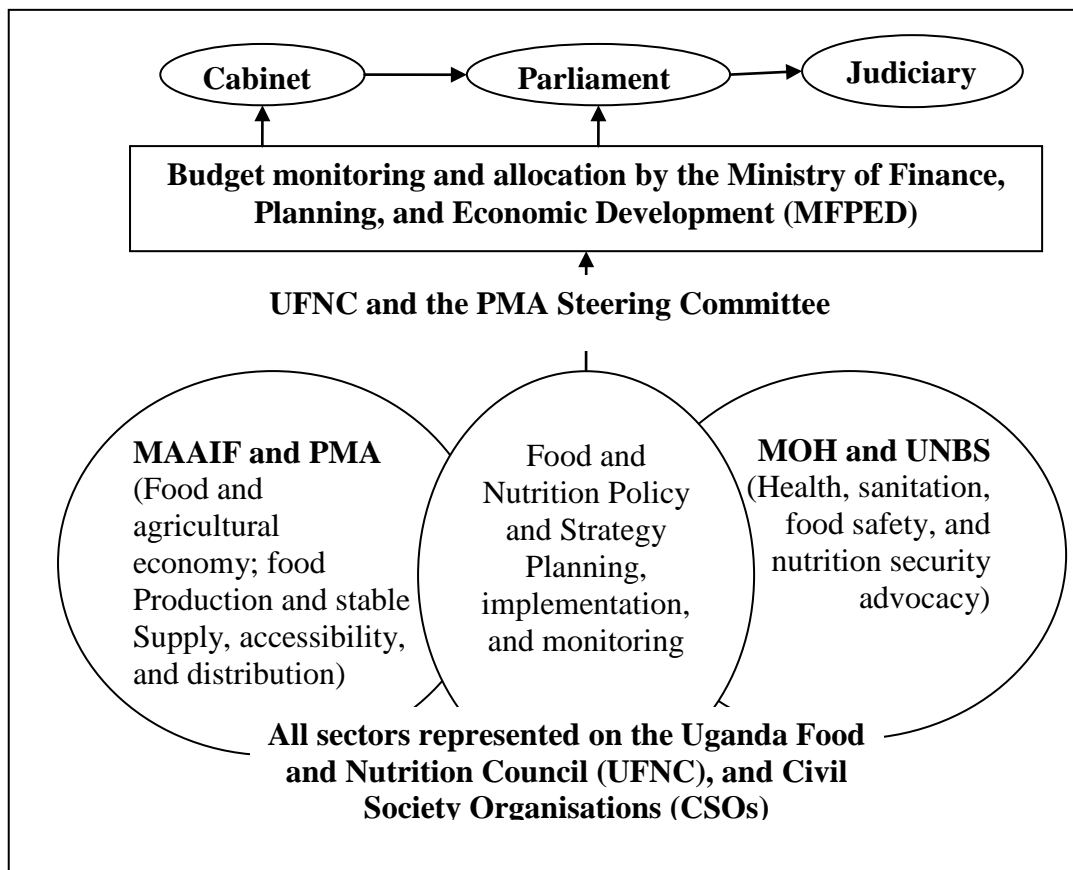 Cabinet
Parliament
Judiciary
Budget monitoring and allocation by the Ministry of Finance,
Planning, and Economic Development (MFPED)
UFNC and the PMA Steering Committee
MAAIF and PMA
(Food and
agricultural
economy; food
Production and stable
Supply, accessibility,
and distribution)
Food and
Nutrition Policy
and Strategy
Planning,
implementation,
and monitoring
MOH and UNBS
(Health, sanitation,
food safety, and
nutrition security
advocacy)
All sectors represented on the Uganda Food
and Nutrition Council (UFNC), and Civil
Society Organisations (CSOs)